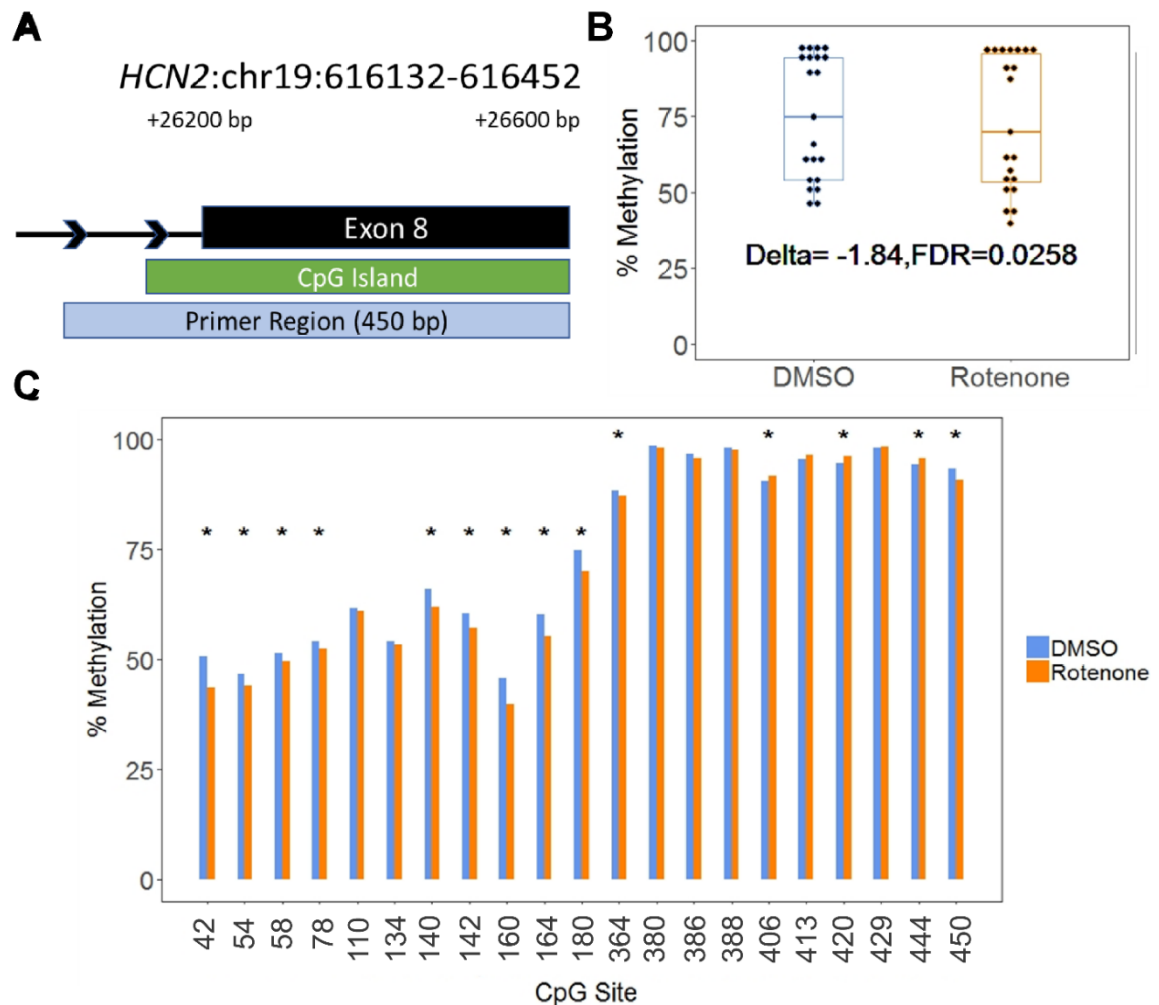 A
HCN2:chr19:616132-616452
+26200 bp +26600 bp
Exon 8
CpG Island
Primer Region (450 bp)
B
100
75
50
25
0
% Methylation
Delta= -1.84,FDR=0.0258
DMSO Rotenone
C
100
75
50
25
0
% Methylation
* * * * * * * * * * * * * *
DMSO
Rotenone
42 54 58 78 110 134 140 142 160 164 180 364 380 386 388 406 413 420 429 444 450
CpG Site